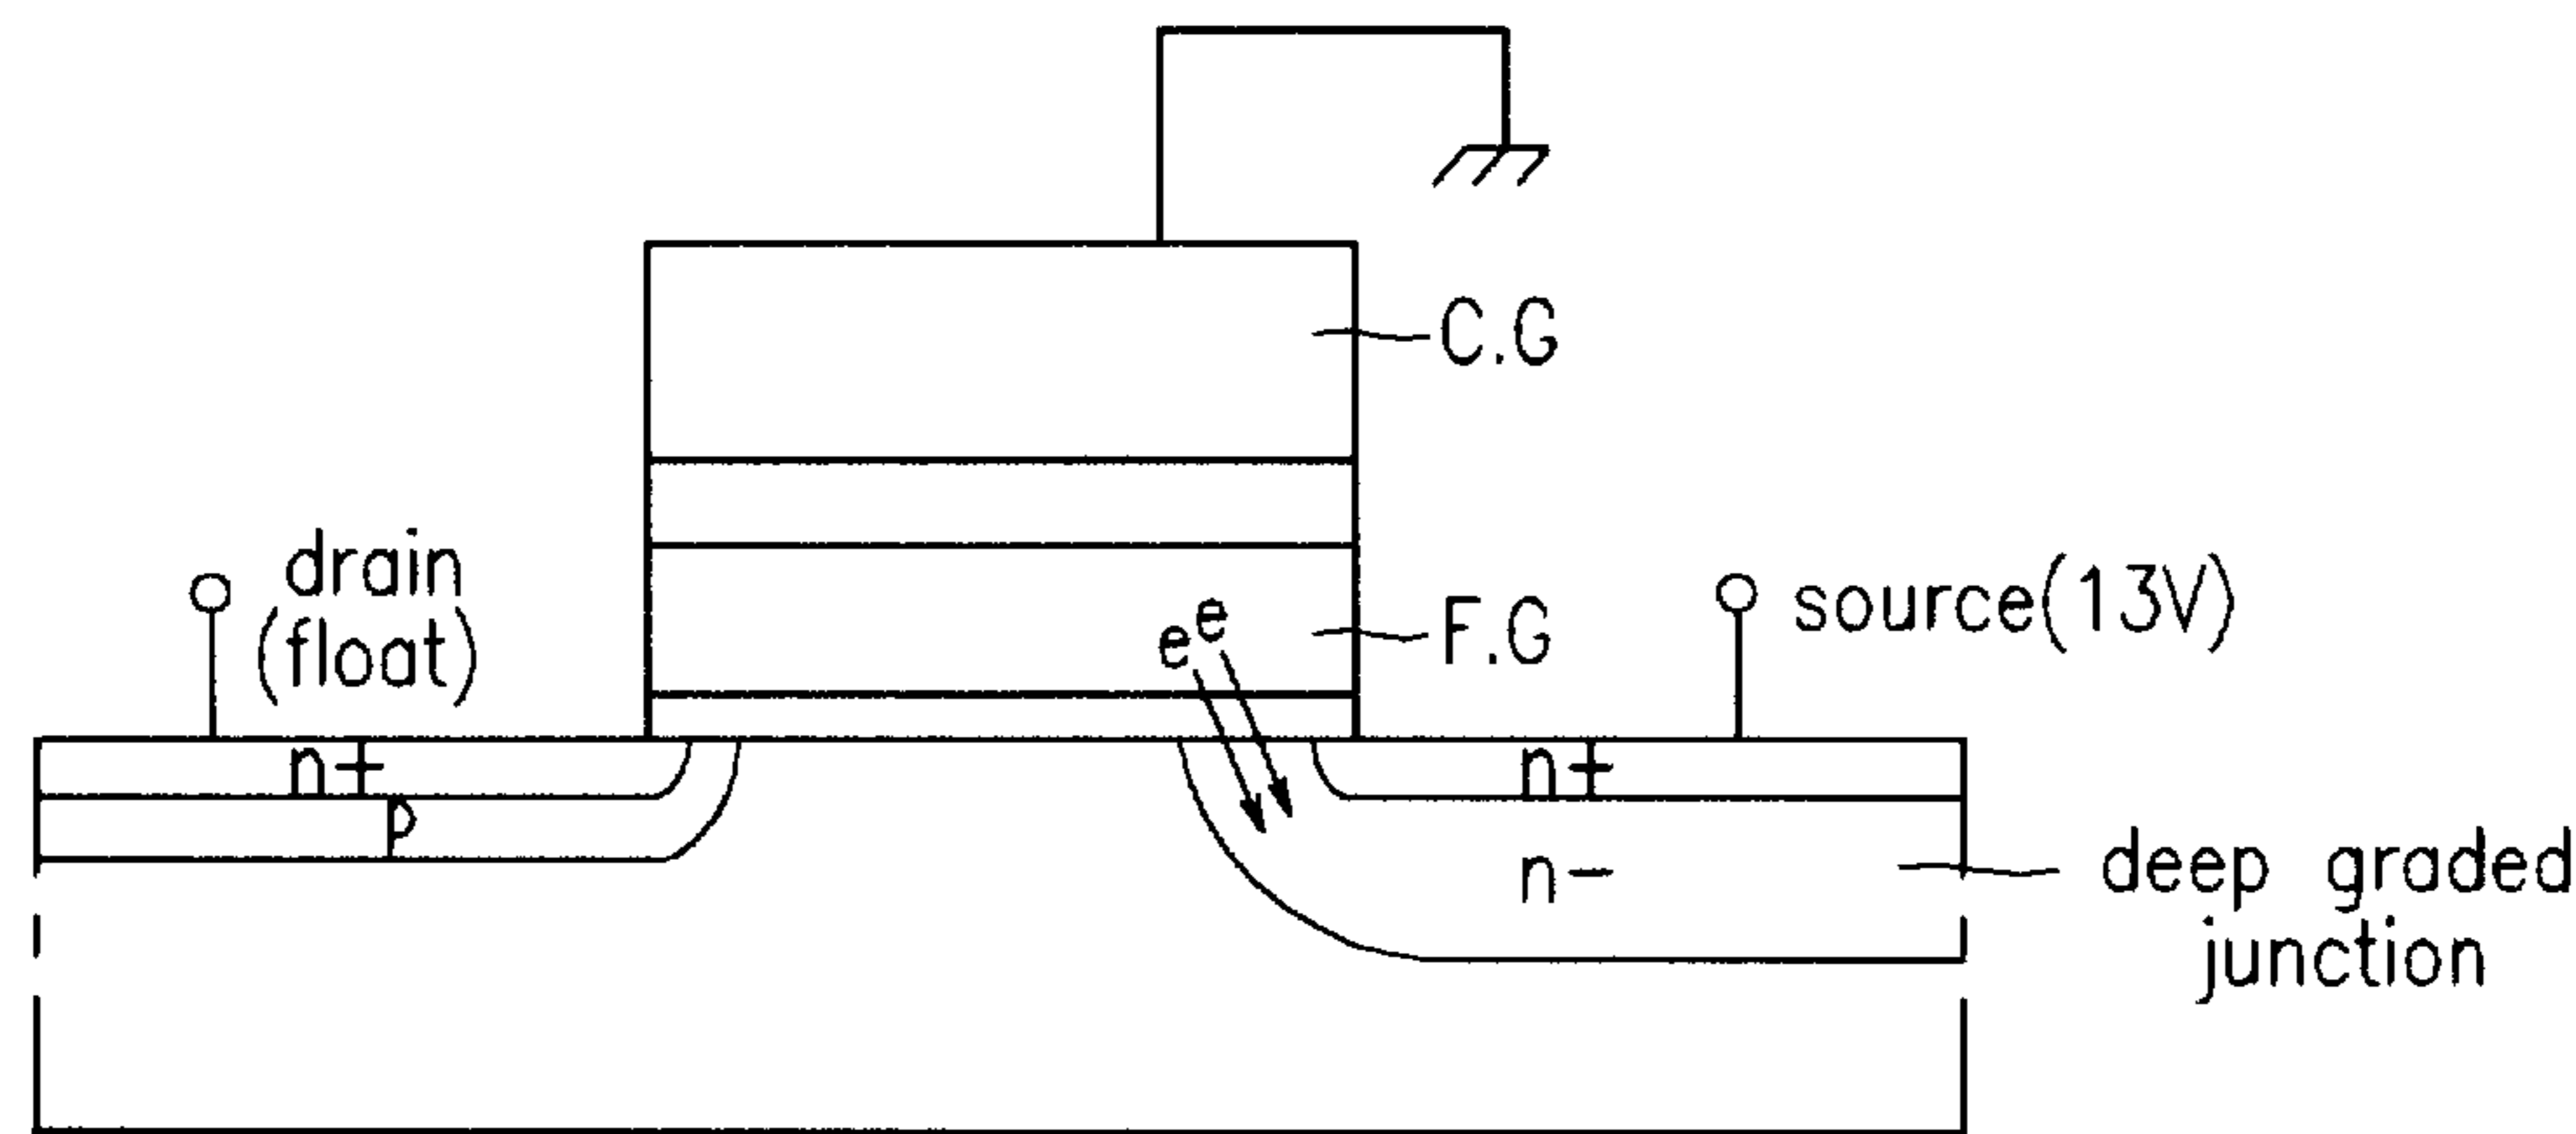 C.G
drain
(float)
e e
F.G
source(13V)
n+
n+
p
n-
deep graded
junction